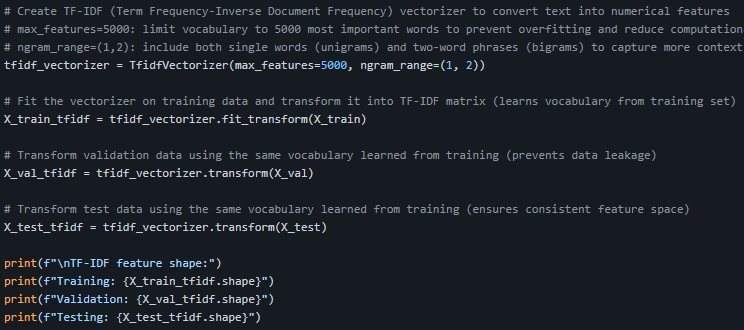 # Create TF-IDF (Term Frequency-Inverse Document Frequency) vectorizer to convert text into numerical features
# max_features=5000: limit vocabulary to 5000 most important words to prevent overfitting and reduce computation
# ngram_range=(1,2): include both single words (unigrams) and two-word phrases (bigrams) to capture more context
tfidf_vectorizer = TfidfVectorizer(max_features=5000, ngram_range=(1, 2))
# Fit the vectorizer on training data and transform it into TF-IDF matrix (learns vocabulary from training set)
X_train_tfidf = tfidf_vectorizer.fit_transform(X_train)
# Transform validation data using the same vocabulary learned from training (prevents data leakage)
X_val_tfidf = tfidf_vectorizer.transform(X_val)
# Transform test data using the same vocabulary learned from training (ensures consistent feature space)
X_test_tfidf = tfidf_vectorizer.transform(X_test)
print(f"\nTF-IDF feature shape:")
print(f"Training: {X_train_tfidf.shape}")
print(f"Validation: {X_val_tfidf.shape}")
print(f"Testing: {X_test_tfidf.shape}")